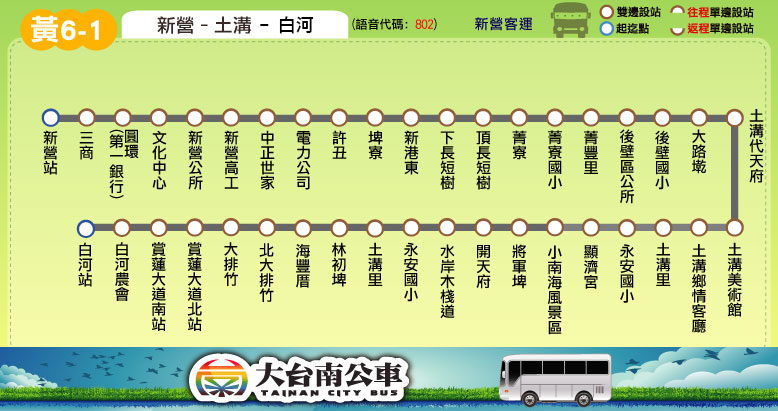 黃6-1
新營－土溝 － 白河
(語音代碼: 802)
新營客運
雙邊設站
起迄點
往程單邊設站
返程單邊設站
新營站
三商
圓環
(第一銀行)
文化中心
新營公所
新營高工
中正世家
電力公司
許丑
埤寮
新港東
下長短樹
頂長短樹
菁寮
菁寮國小
菁豐里
後壁區公所
後壁國小
大路墘
土溝代天府
土溝美術館
土溝鄉情客廳
土溝里
永安國小
顯濟宮
小南海風景區
將軍埤
開天府
水岸木棧道
永安國小
土溝里
林初埤
海豐厝
北大排竹
大排竹
賞蓮大道北站
賞蓮大道南站
白河農會
白河站
大台南公車
TAINAN CITY BUS